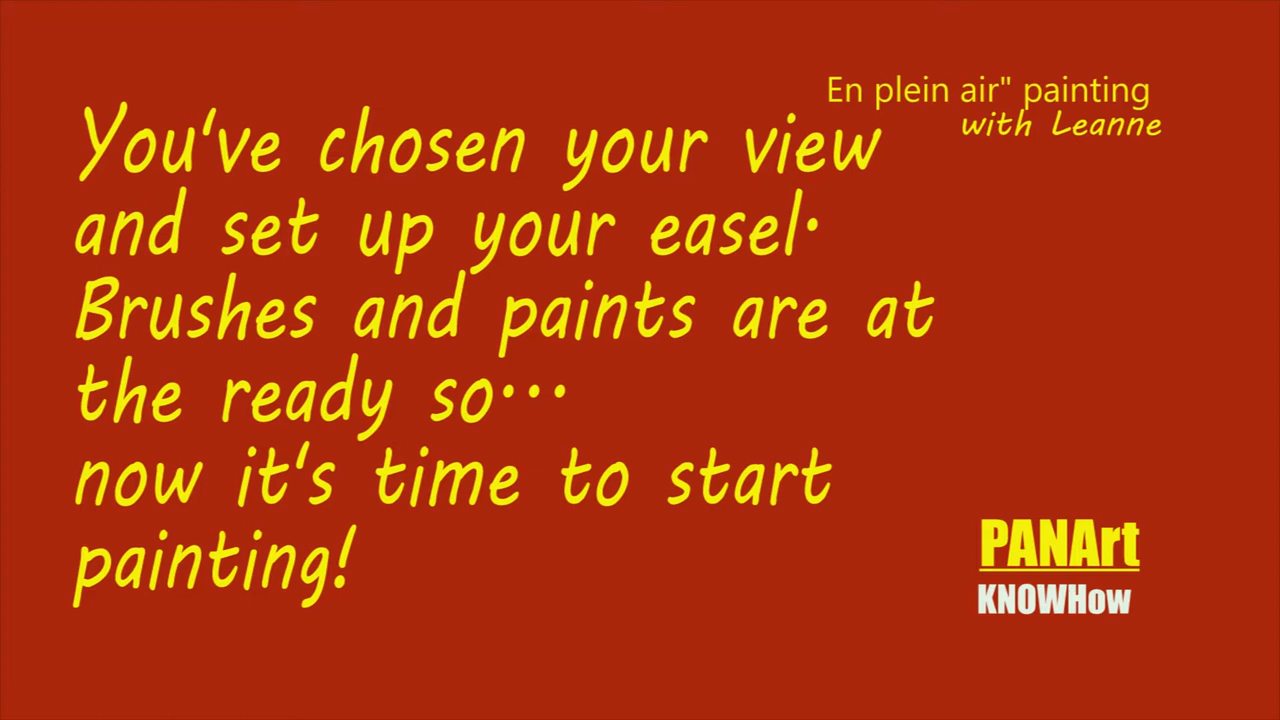 En plein air" painting
with Leanne
You've chosen your view
and set up your easel.
Brushes and paints are at
the ready so...
now it's time to start
painting!
PANArt
KNOWHow